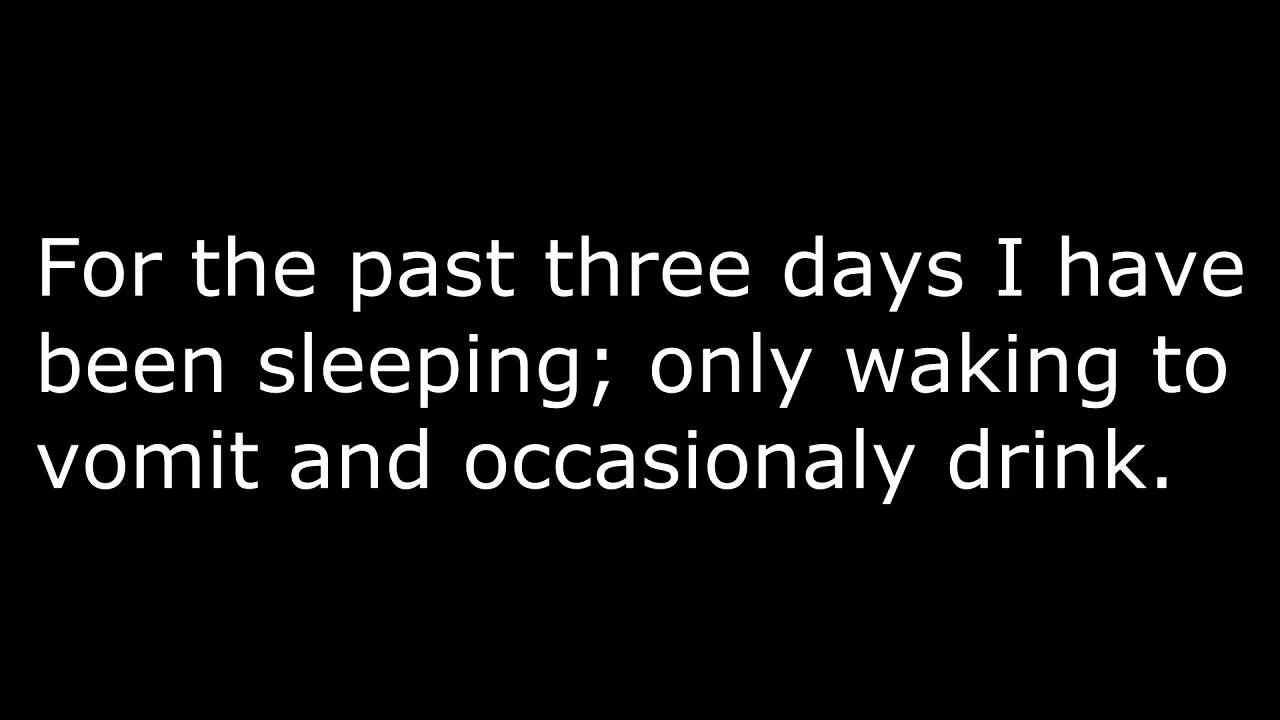 For the past three days I have
been sleeping; only waking to
vomit and occasionaly drink.